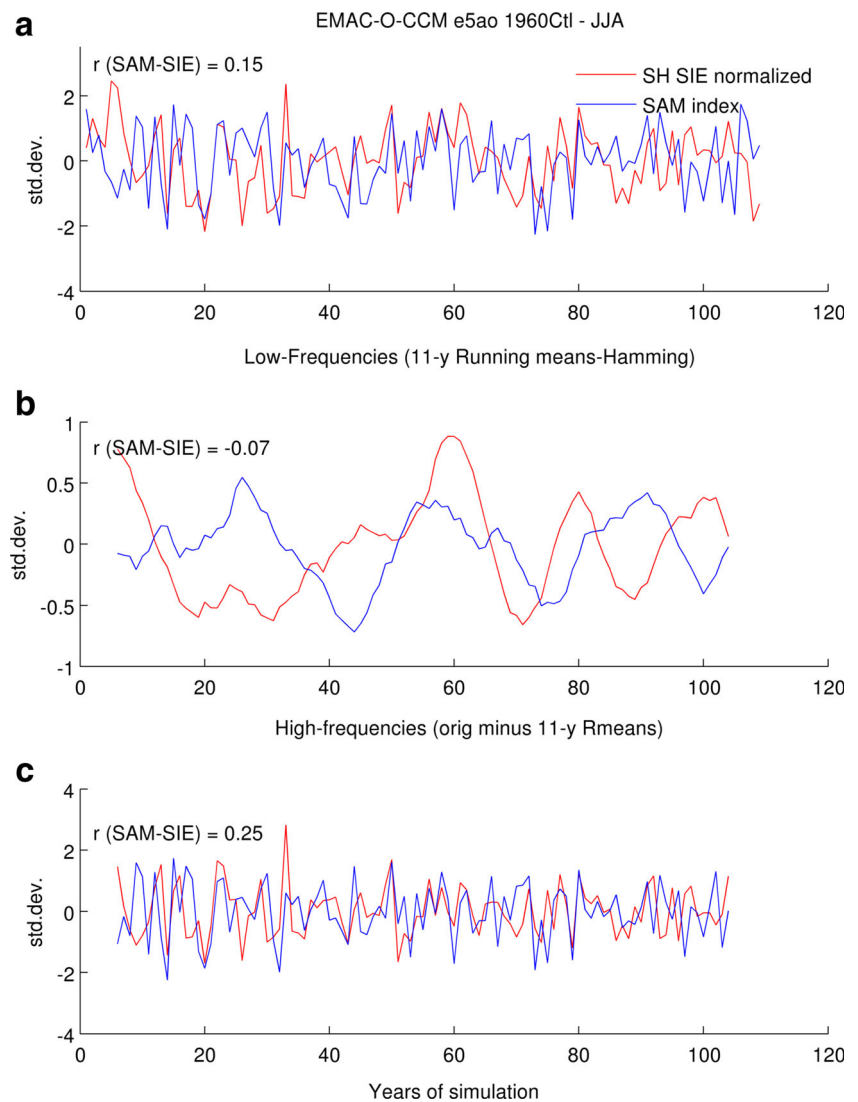 a
EMAC-O-CCM e5ao 1960Ctl - JJA
r (SAM-SIE) = 0.15
SH SIE normalized
SAM index
std.dev.
2
0
-2
-4
0 20 40 60 80 100 120
Low-Frequencies (11-y Running means-Hamming)
b
r (SAM-SIE) = -0.07
std.dev.
1
0.5
0
-0.5
-1
0 20 40 60 80 100 120
High-frequencies (orig minus 11-y Rmeans)
c
r (SAM-SIE) = 0.25
std.dev.
4
2
0
-2
-4
0 20 40 60 80 100 120
Years of simulation